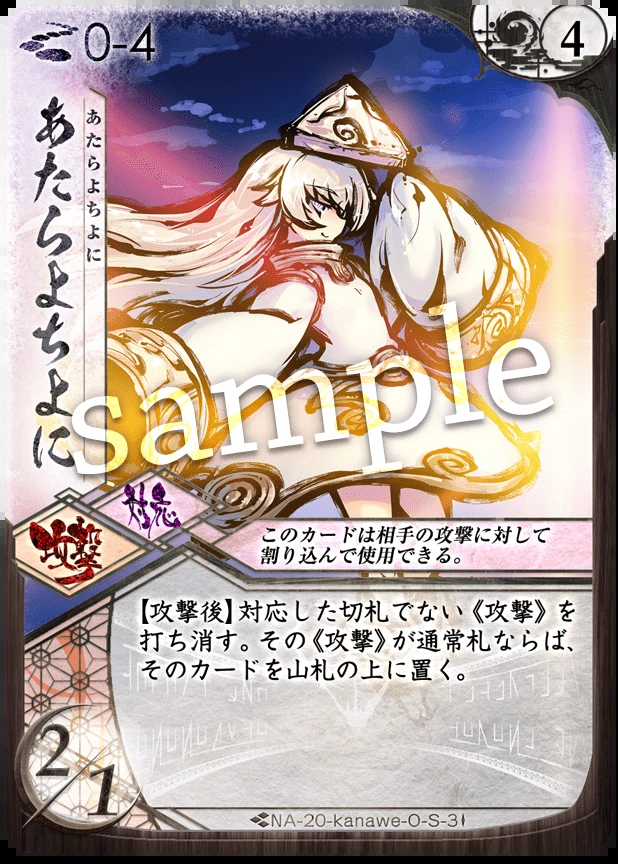 0-4
4
あたらよちよに
あたらよちよに
sample
攻撃
対応
このカードは相手の攻撃に対して
割り込んで使用できる。
【攻撃後】対応した切札でない《攻撃》を
打ち消す。その《攻撃》が通常札ならば、
そのカードを山札の上に置く。
2/1
NA-20-kanawe-O-S-3